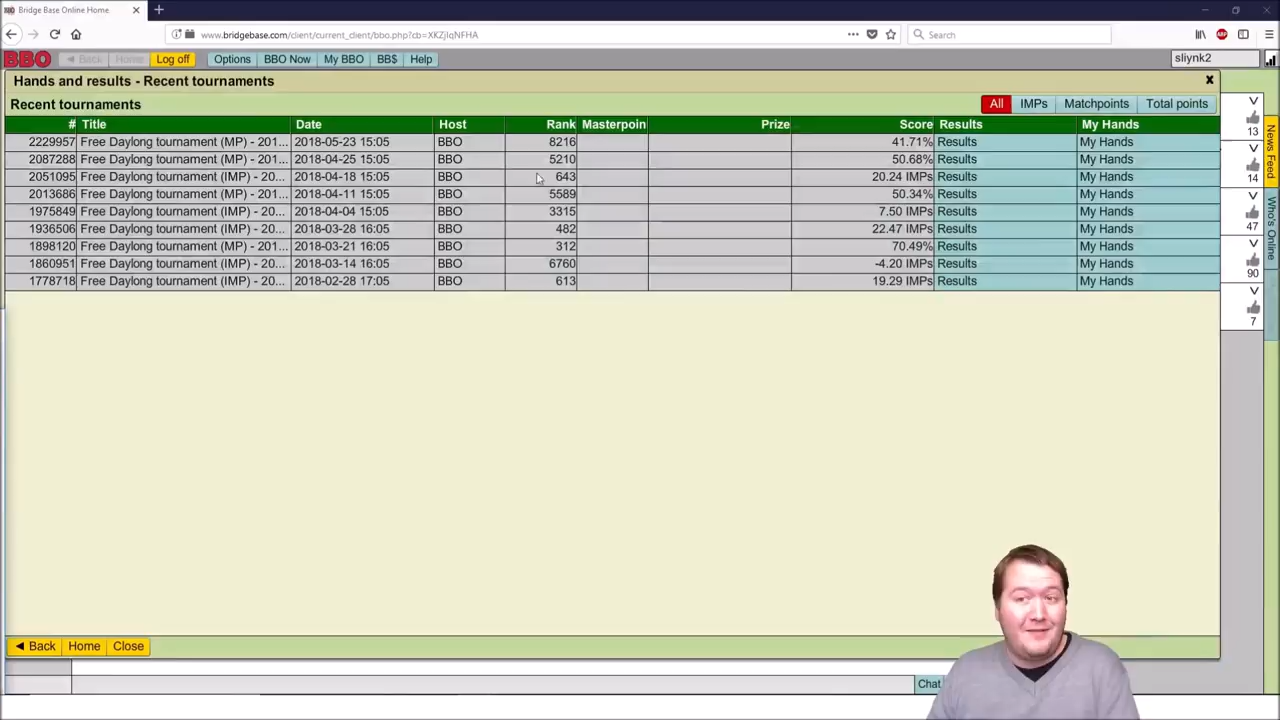 Bridge Base Online Home
www.bridgebase.com/client/current_client/bbo.php?cb=XKZjIqNFHA
Search
ABP
BBO Back Home Log off Options BBO Now My BBO BB$ Help sliynk2
Hands and results - Recent tournaments x
Recent tournaments All IMPs Matchpoints Total points
# Title Date Host Rank Masterpoin Prize Score Results My Hands
2229957 Free Daylong tournament (MP) - 201... 2018-05-23 15:05 BBO 8216 41.71% Results My Hands
2087288 Free Daylong tournament (MP) - 201... 2018-04-25 15:05 BBO 5210 50.68% Results My Hands
2051095 Free Daylong tournament (IMP) - 20... 2018-04-18 15:05 BBO 643 20.24 IMPs Results My Hands
2013686 Free Daylong tournament (MP) - 201... 2018-04-11 15:05 BBO 5589 50.34% Results My Hands
1975849 Free Daylong tournament (IMP) - 20... 2018-04-04 15:05 BBO 3315 7.50 IMPs Results My Hands
1936506 Free Daylong tournament (IMP) - 20... 2018-03-28 16:05 BBO 482 22.47 IMPs Results My Hands
1898120 Free Daylong tournament (MP) - 201... 2018-03-21 16:05 BBO 312 70.49% Results My Hands
1860951 Free Daylong tournament (IMP) - 20... 2018-03-14 16:05 BBO 6760 -4.20 IMPs Results My Hands
1778718 Free Daylong tournament (IMP) - 20... 2018-02-28 17:05 BBO 613 19.29 IMPs Results My Hands
13
14
47
90
7
News Feed
Who's Online
Back Home Close
Chat